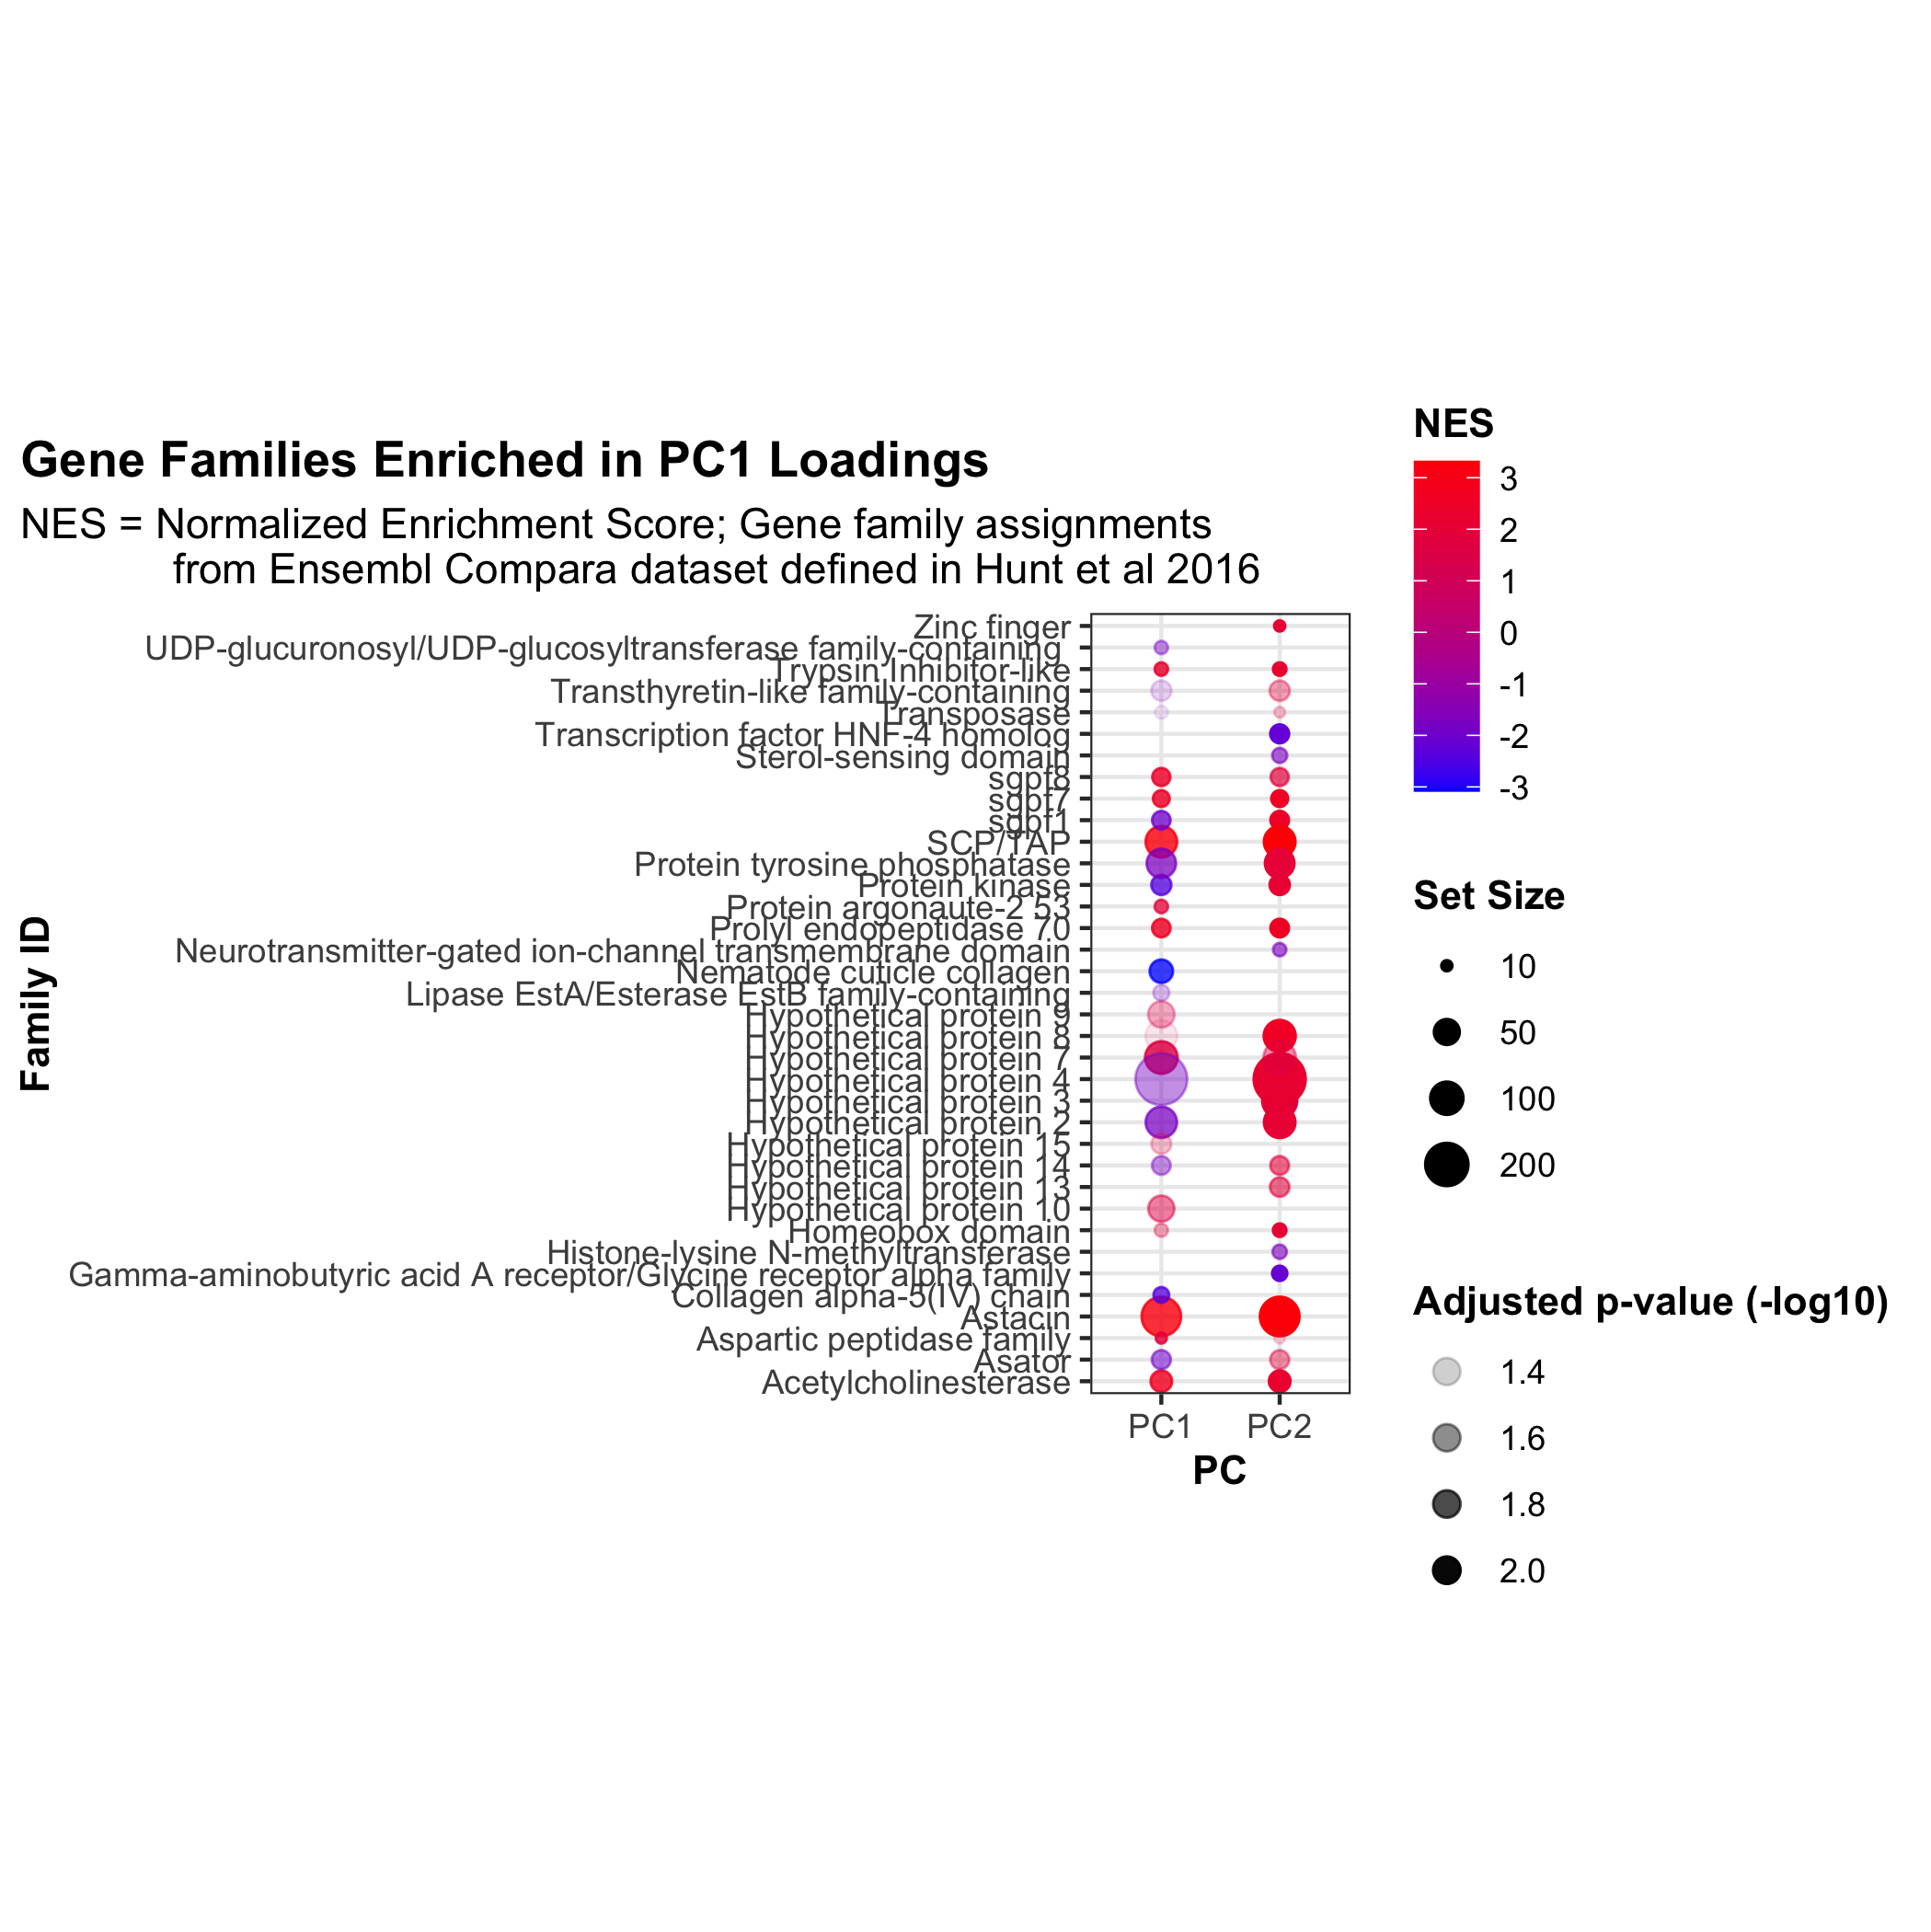 Gene Families Enriched in PC1 Loadings
NES = Normalized Enrichment Score; Gene family assignments
from Ensembl Compara dataset defined in Hunt et al 2016
Family ID
Zinc finger
UDP-glucuronosyl/UDP-glucosyltransferase family-containing
Trypsin Inhibitor-like
Transthyretin-like family-containing
Transposase
Transcription factor HNF-4 homolog
Sterol-sensing domain
sgpf8
sgpf7
sgpf1
SCP/TAP
Protein tyrosine phosphatase
Protein kinase
Protein argonaute-2 53
Prolyl endopeptidase 70
Neurotransmitter-gated ion-channel transmembrane domain
Nematode cuticle collagen
Lipase EstA/Esterase EstB family-containing
Hypothetical protein 9
Hypothetical protein 8
Hypothetical protein 7
Hypothetical protein 4
Hypothetical protein 3
Hypothetical protein 2
Hypothetical protein 15
Hypothetical protein 14
Hypothetical protein 13
Hypothetical protein 10
Homeobox domain
Histone-lysine N-methyltransferase
Gamma-aminobutyric acid A receptor/Glycine receptor alpha family
Collagen alpha-5(IV) chain
Astacin
Aspartic peptidase family
Asator
Acetylcholinesterase
PC1
PC2
PC
NES
3
2
1
0
-1
-2
-3
Set Size
10
50
100
200
Adjusted p-value (-log10)
1.4
1.6
1.8
2.0